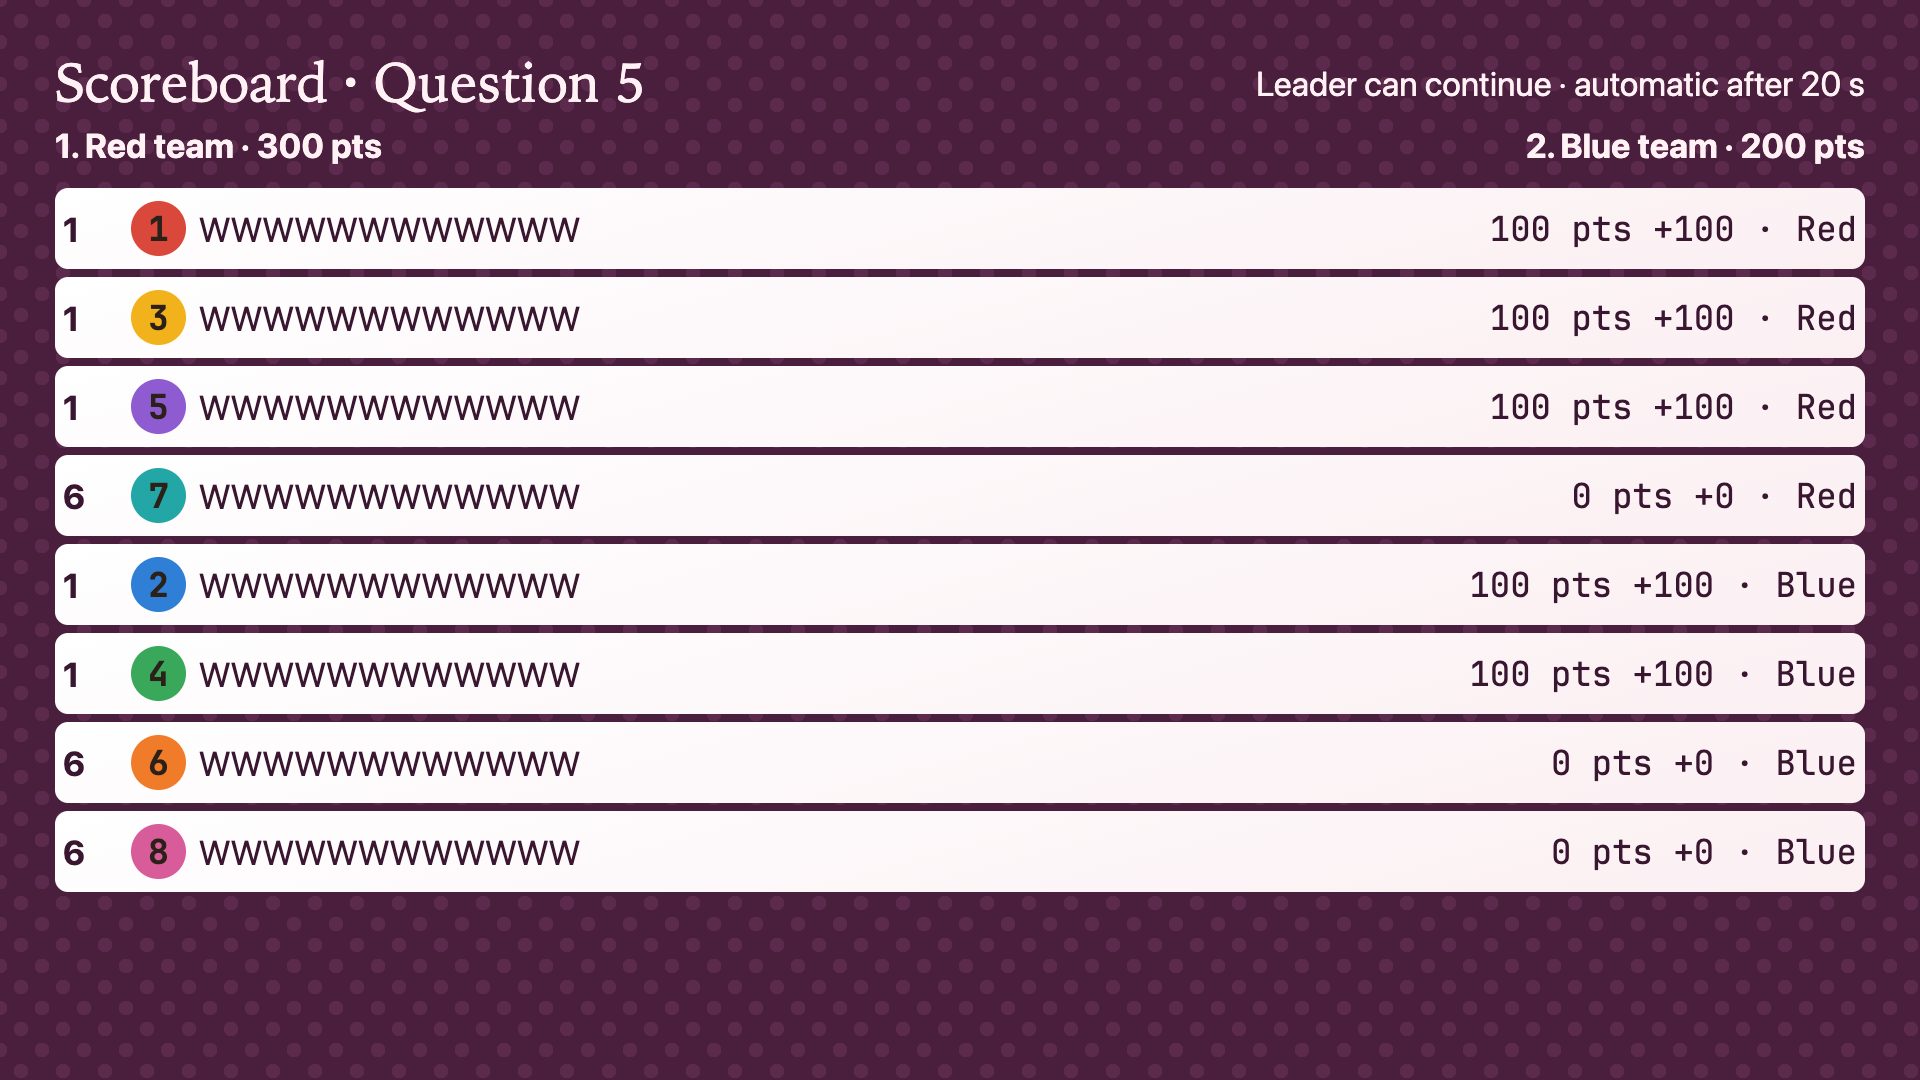 Scoreboard · Question 5
Leader can continue · automatic after 20 s
1. Red team · 300 pts
2. Blue team · 200 pts
1 1 WWWWWWWWWWWW 100 pts +100 · Red
1 3 WWWWWWWWWWWW 100 pts +100 · Red
1 5 WWWWWWWWWWWW 100 pts +100 · Red
6 7 WWWWWWWWWWWW 0 pts +0 · Red
1 2 WWWWWWWWWWWW 100 pts +100 · Blue
1 4 WWWWWWWWWWWW 100 pts +100 · Blue
6 6 WWWWWWWWWWWW 0 pts +0 · Blue
6 8 WWWWWWWWWWWW 0 pts +0 · Blue